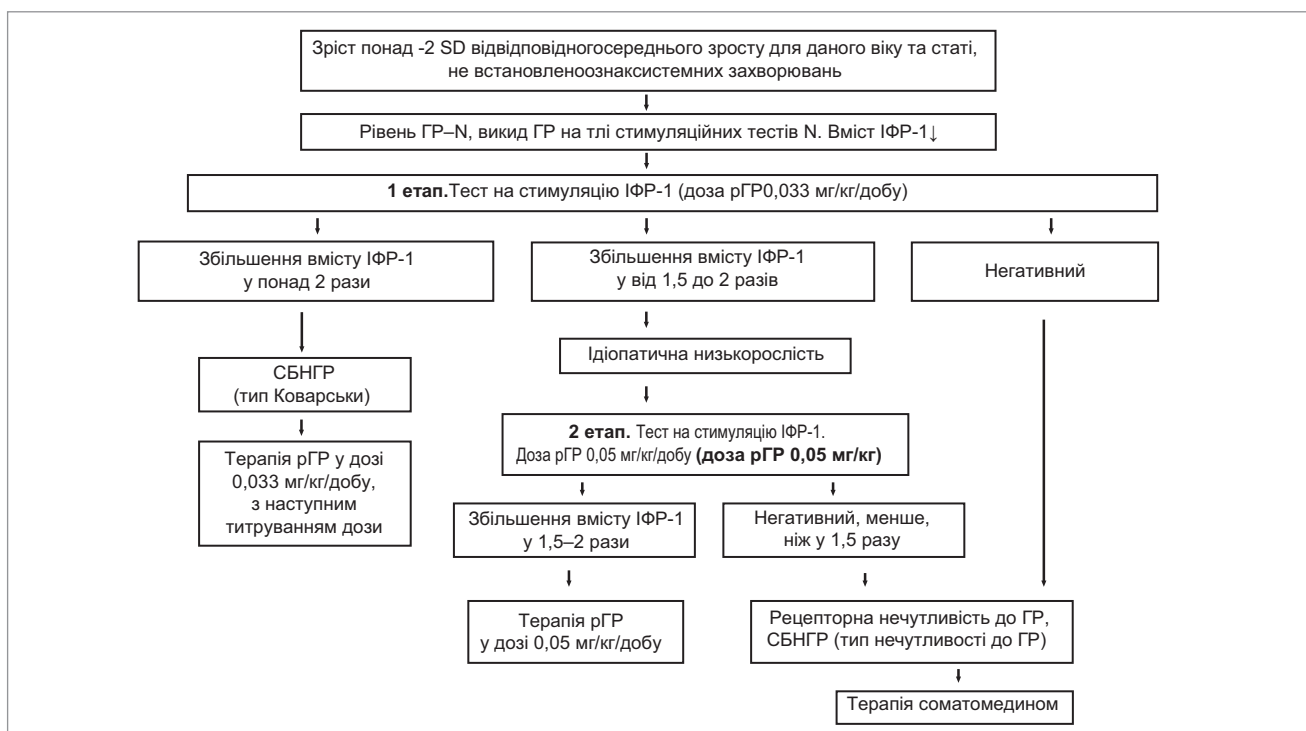 Зріст понад -2 SD відвідповідногосереднього зросту для даного віку та статі,
не встановленоознаксистемних захворювань
Рівень ГР–N, викид ГР на тлі стимуляційних тестів N. Вміст ІФР-1↓
1 етап.Тест на стимуляцію ІФР-1 (доза рГР0,033 мг/кг/добу)
Збільшення вмісту ІФР-1
у понад 2 рази
Збільшення вмісту ІФР-1
у від 1,5 до 2 разів
Негативний
Ідіопатична низькорослість
СБНГР
(тип Коварськи)
2 етап. Тест на стимуляцію ІФР-1.
Доза рГР 0,05 мг/кг/добу (доза рГР 0,05 мг/кг)
Терапія рГР у дозі
0,033 мг/кг/добу,
з наступним
титруванням дози
Збільшення вмісту ІФР-1
у 1,5–2 рази
Негативний, менше,
ніж у 1,5 разу
Терапія рГР
у дозі 0,05 мг/кг/добу
Рецепторна нечутливість до ГР,
СБНГР (тип нечутливості до ГР)
Терапія соматомедином